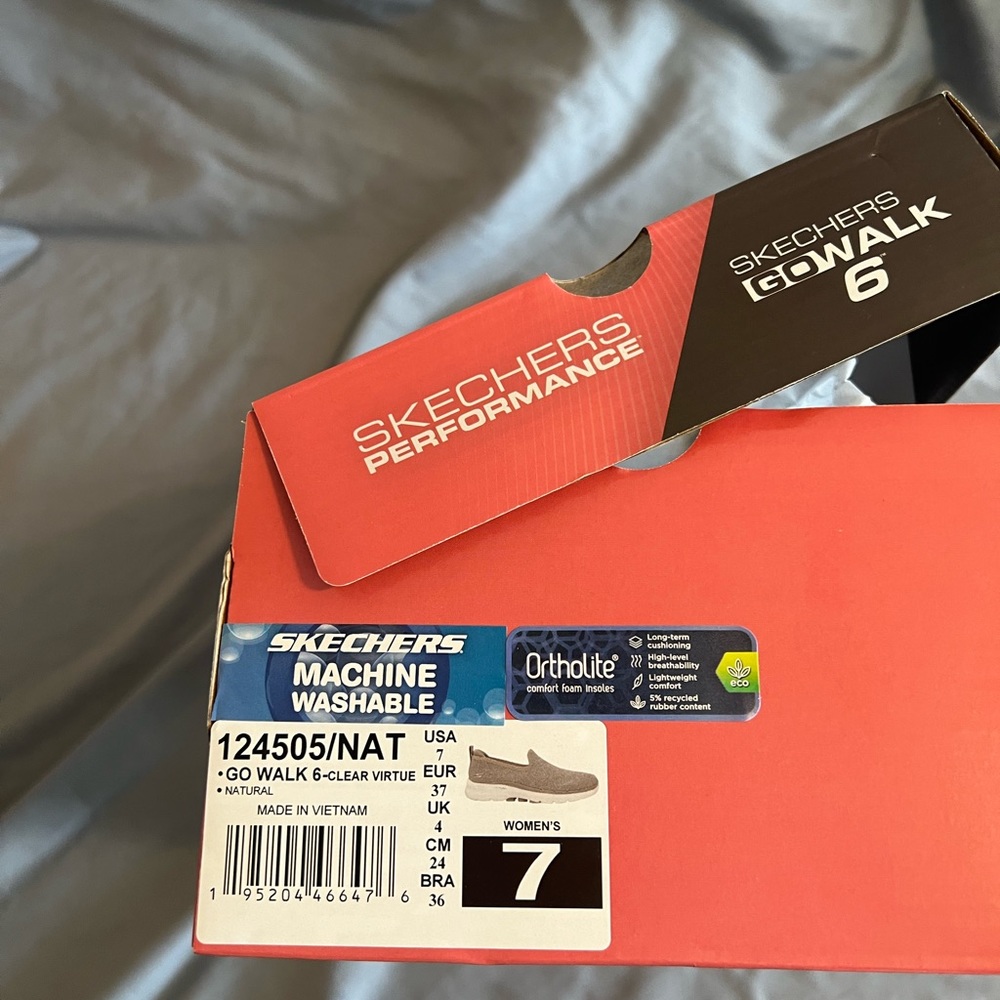 SKECHERS
GOWALK
6™
SKECHERS
PERFORMANCE™
SKECHERS
MACHINE
WASHABLE
OrthoLite®
comfort foam insoles
Long-term
cushioning
High-level
breathability
Lightweight
comfort
5% recycled
rubber content
eco
124505/NAT
• GO WALK 6-CLEAR VIRTUE
• NATURAL
MADE IN VIETNAM
1 95204 46647 6
USA
7
EUR
37
UK
4
CM
24
BRA
36
WOMEN'S
7